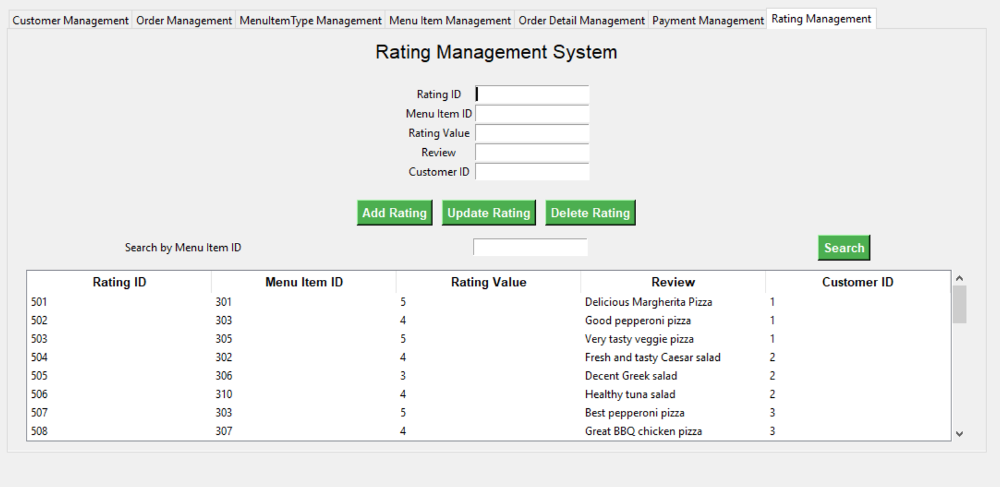 Customer Management Order Management MenuItemType Management Menu Item Management Order Detail Management Payment Management Rating Management
Rating Management System
Rating ID
Menu Item ID
Rating Value
Review
Customer ID
Add Rating Update Rating Delete Rating
Search by Menu Item ID Search
Rating ID Menu Item ID Rating Value Review Customer ID
501 301 5 Delicious Margherita Pizza 1
502 303 4 Good pepperoni pizza 1
503 305 5 Very tasty veggie pizza 1
504 302 4 Fresh and tasty Caesar salad 2
505 306 3 Decent Greek salad 2
506 310 4 Healthy tuna salad 2
507 303 5 Best pepperoni pizza 3
508 307 4 Great BBQ chicken pizza 3